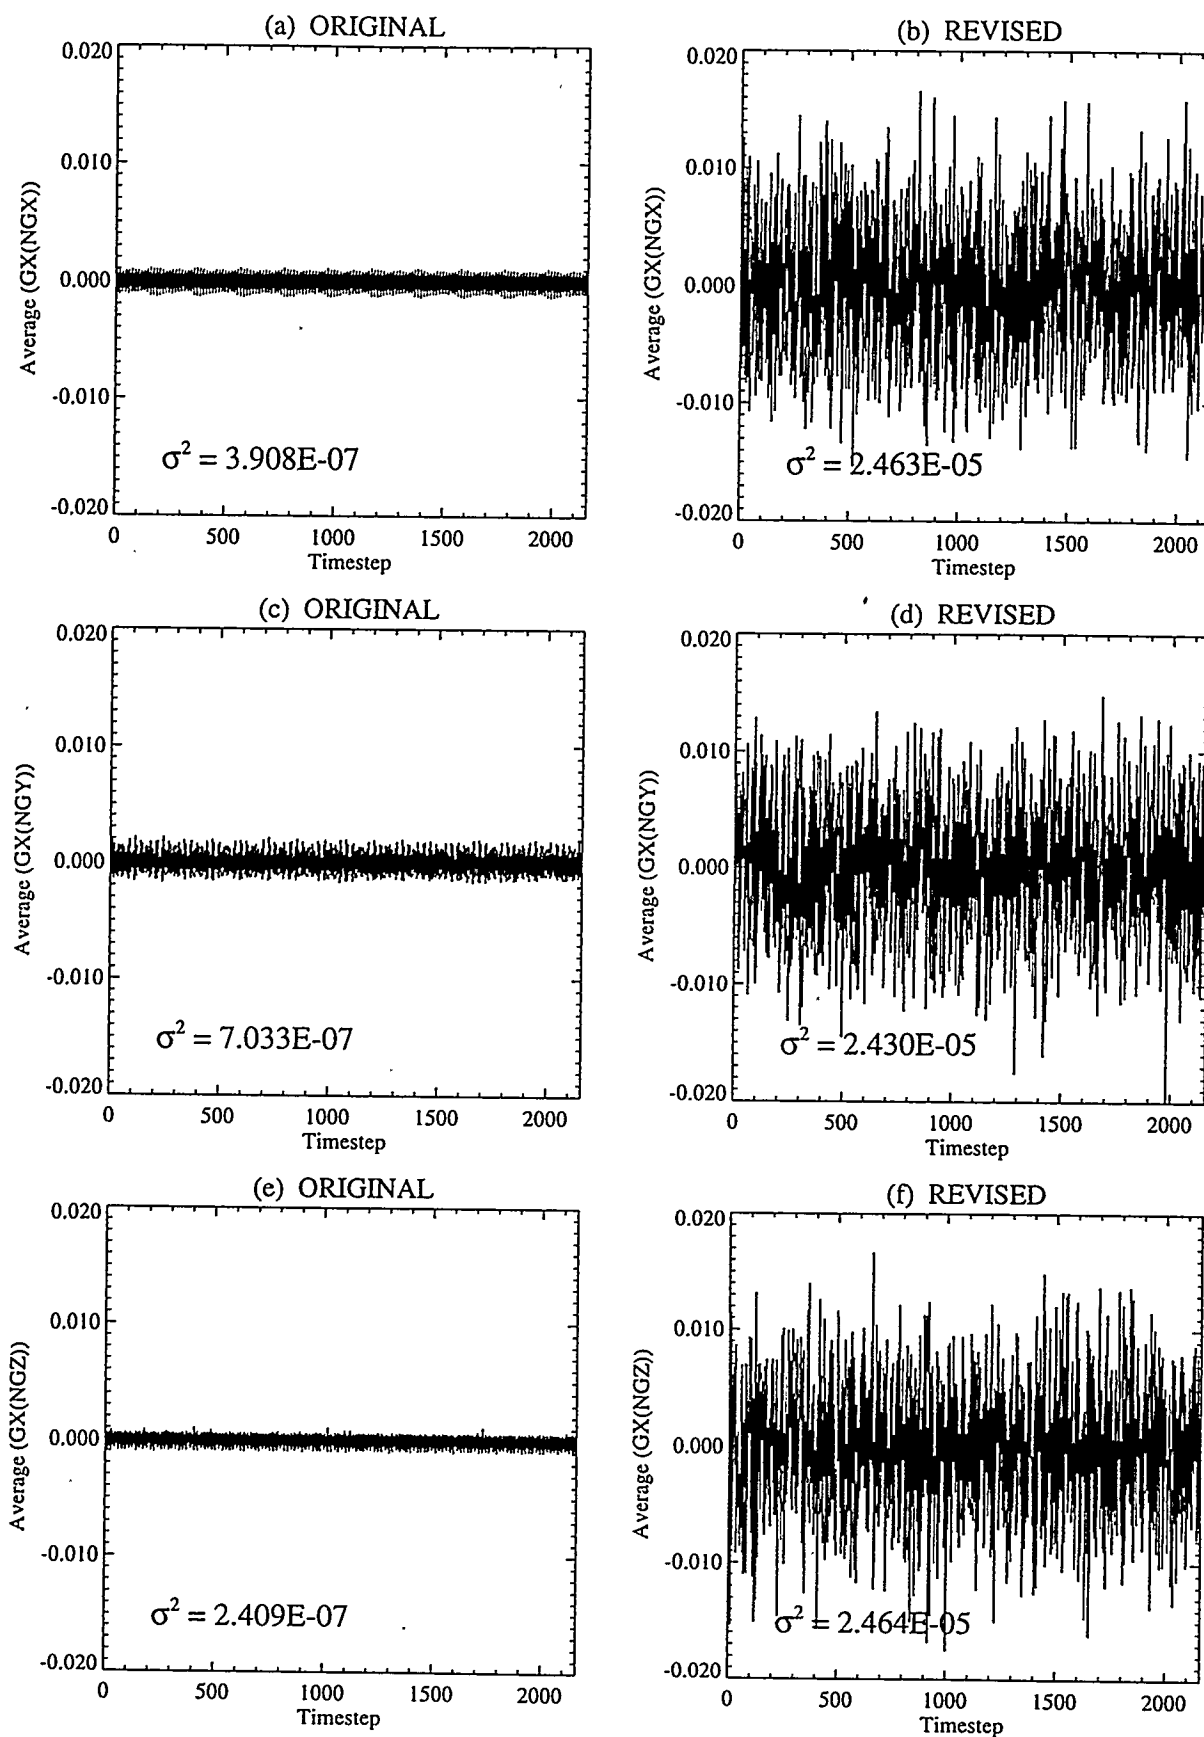 (a) ORIGINAL
0.020
0.010
0.000
-0.010
-0.020
Average (GX(NGX))
σ² = 3.908E-07
0 500 1000 1500 2000
Timestep
(b) REVISED
0.020
0.010
0.000
-0.010
-0.020
Average (GX(NGX))
σ² = 2.463E-05
0 500 1000 1500 2000
Timestep
(c) ORIGINAL
0.020
0.010
0.000
-0.010
-0.020
Average (GX(NGY))
σ² = 7.033E-07
0 500 1000 1500 2000
Timestep
(d) REVISED
0.020
0.010
0.000
-0.010
-0.020
Average (GX(NGY))
σ² = 2.430E-05
0 500 1000 1500 2000
Timestep
(e) ORIGINAL
0.020
0.010
0.000
-0.010
-0.020
Average (GX(NGZ))
σ² = 2.409E-07
0 500 1000 1500 2000
Timestep
(f) REVISED
0.020
0.010
0.000
-0.010
-0.020
Average (GX(NGZ))
σ² = 2.464E-05
0 500 1000 1500 2000
Timestep